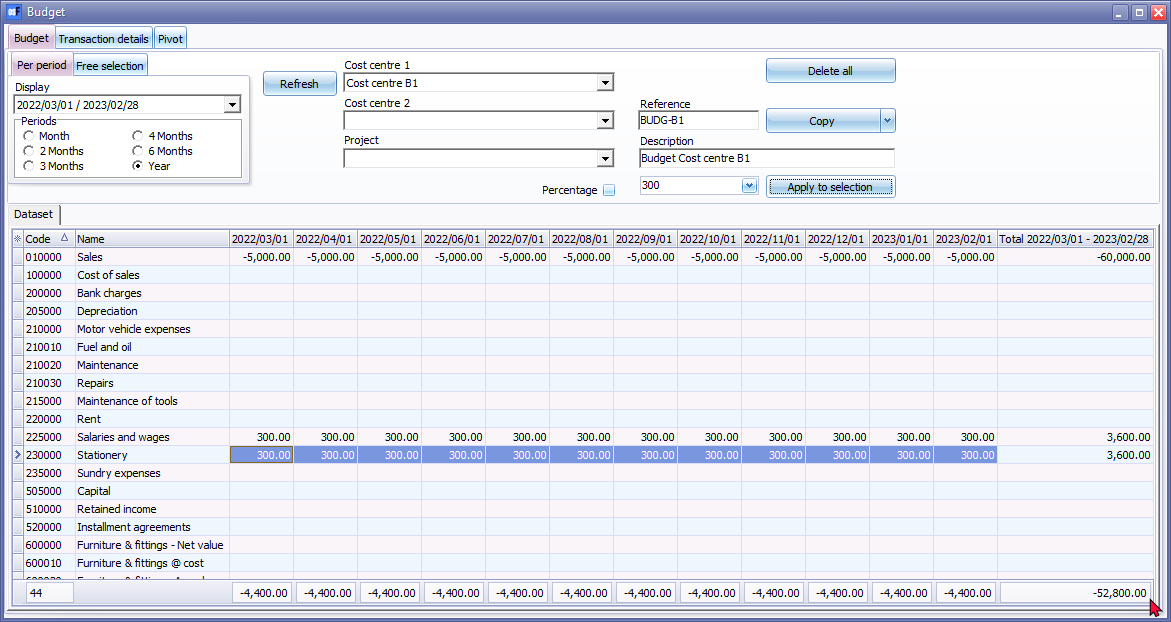 Budget
Budget Transaction details Pivot
Per period Free selection
Display
2022/03/01 / 2023/02/28
Periods
Month 4 Months
2 Months 6 Months
3 Months Year
Refresh
Cost centre 1
Cost centre B1
Cost centre 2
Project
Percentage
Reference
BUDG-B1
Description
Budget Cost centre B1
300
Delete all
Copy
Apply to selection
Dataset
Code Name 2022/03/01 2022/04/01 2022/05/01 2022/06/01 2022/07/01 2022/08/01 2022/09/01 2022/10/01 2022/11/01 2022/12/01 2023/01/01 2023/02/01 Total 2022/03/01 - 2023/02/28
010000 Sales -5,000.00 -5,000.00 -5,000.00 -5,000.00 -5,000.00 -5,000.00 -5,000.00 -5,000.00 -5,000.00 -5,000.00 -5,000.00 -5,000.00 -60,000.00
100000 Cost of sales
200000 Bank charges
205000 Depreciation
210000 Motor vehicle expenses
210010 Fuel and oil
210020 Maintenance
210030 Repairs
215000 Maintenance of tools
220000 Rent
225000 Salaries and wages 300.00 300.00 300.00 300.00 300.00 300.00 300.00 300.00 300.00 300.00 300.00 300.00 3,600.00
230000 Stationery 300.00 300.00 300.00 300.00 300.00 300.00 300.00 300.00 300.00 300.00 300.00 300.00 3,600.00
235000 Sundry expenses
505000 Capital
510000 Retained income
520000 Installment agreements
600000 Furniture & fittings - Net value
600010 Furniture & fittings @ cost
44 -4,400.00 -4,400.00 -4,400.00 -4,400.00 -4,400.00 -4,400.00 -4,400.00 -4,400.00 -4,400.00 -4,400.00 -4,400.00 -4,400.00 -52,800.00